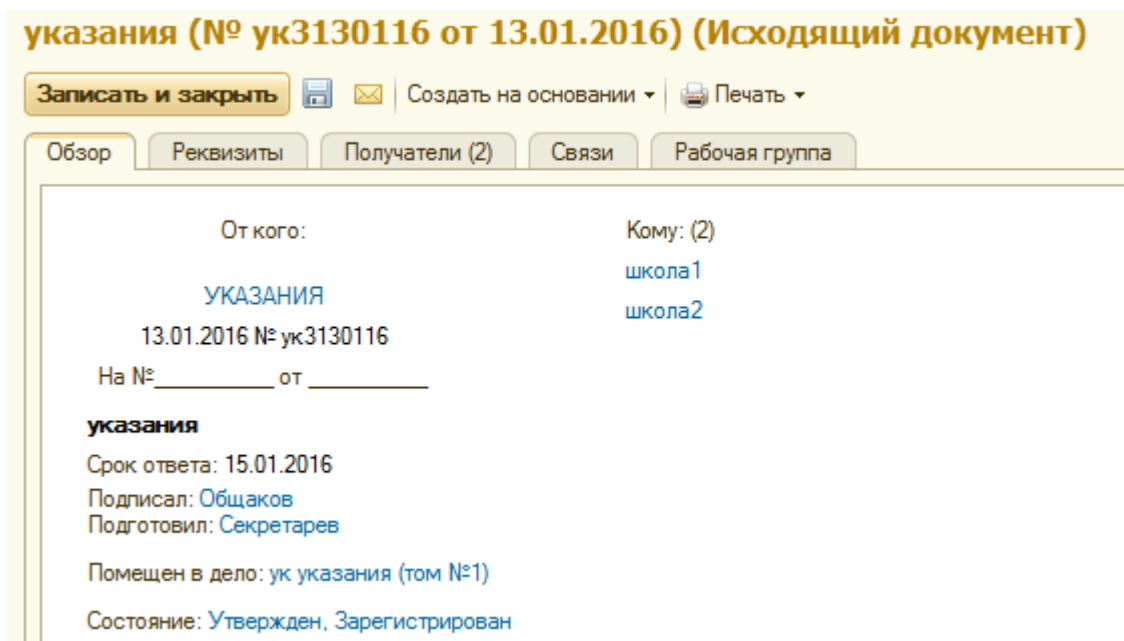 указания (№ ук3130116 от 13.01.2016) (Исходящий документ)
Записать и закрыть Создать на основании Печать
Обзор Реквизиты Получатели (2) Связи Рабочая группа
От кого: Кому: (2)
школа1
УКАЗАНИЯ
школа2
13.01.2016 № ук3130116
На №__________ от __________
указания
Срок ответа: 15.01.2016
Подписал: Общаков
Подготовил: Секретарев
Помещен в дело: ук указания (том №1)
Состояние: Утвержден, Зарегистрирован